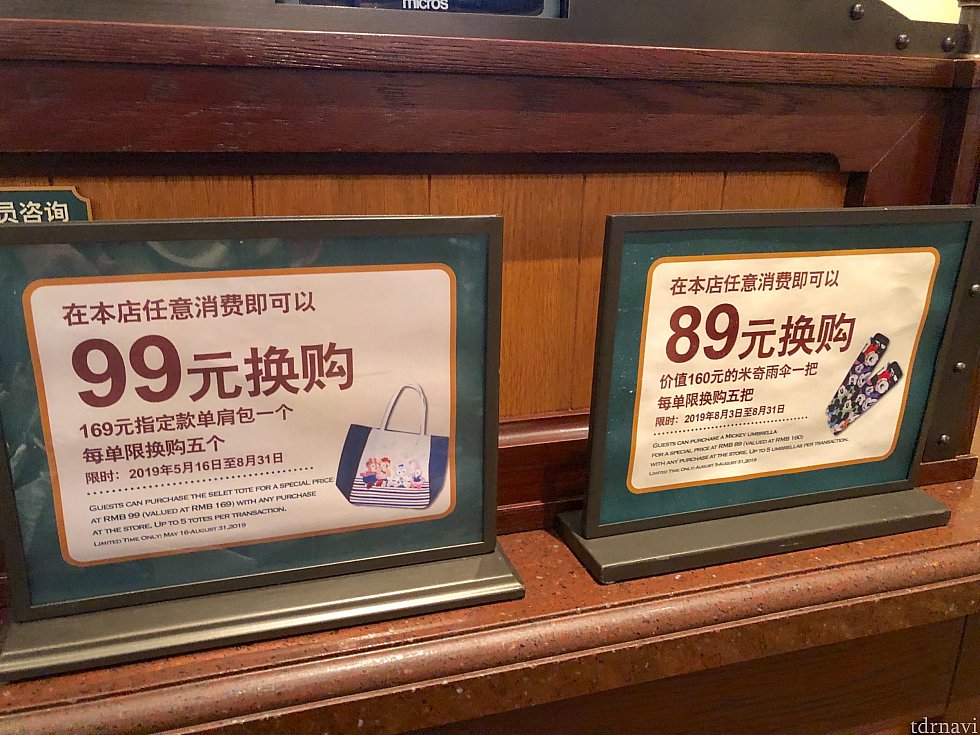 micros
员咨询
在本店任意消费即可以
99元换购
169元指定款单肩包一个
每单限换购五个
限时：2019年5月16日至8月31日
GUESTS CAN PURCHASE THE SELET TOTE FOR A SPECIAL PRICE
AT RMB 99 (VALUED AT RMB 169) WITH ANY PURCHASE
AT THE STORE. UP TO 5 TOTES PER TRANSACTION.
LIMITED TIME ONLY: MAY 16-AUGUST 31,2019
在本店任意消费即可以
89元换购
价值160元的米奇雨伞一把
每单限换购五把
限时：2019年8月3日至8月31日
GUESTS CAN PURCHASE A MICKEY UMBRELLA
FOR A SPECIAL PRICE AT RMB 89 (VALUED AT RMB 160)
WITH ANY PURCHASE AT THE STORE. UP TO 5 UMBRELLAS PER TRANSACTION.
LIMITED TIME ONLY: AUGUST 3-AUGUST 31,2019
tdrnavi